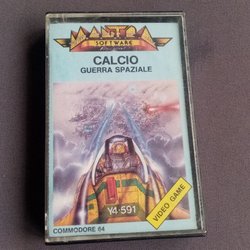 MANTRA
SOFTWARE
CALCIO
GUERRA SPAZIALE
Y4-591
VIDEO GAME
COMMODORE 64